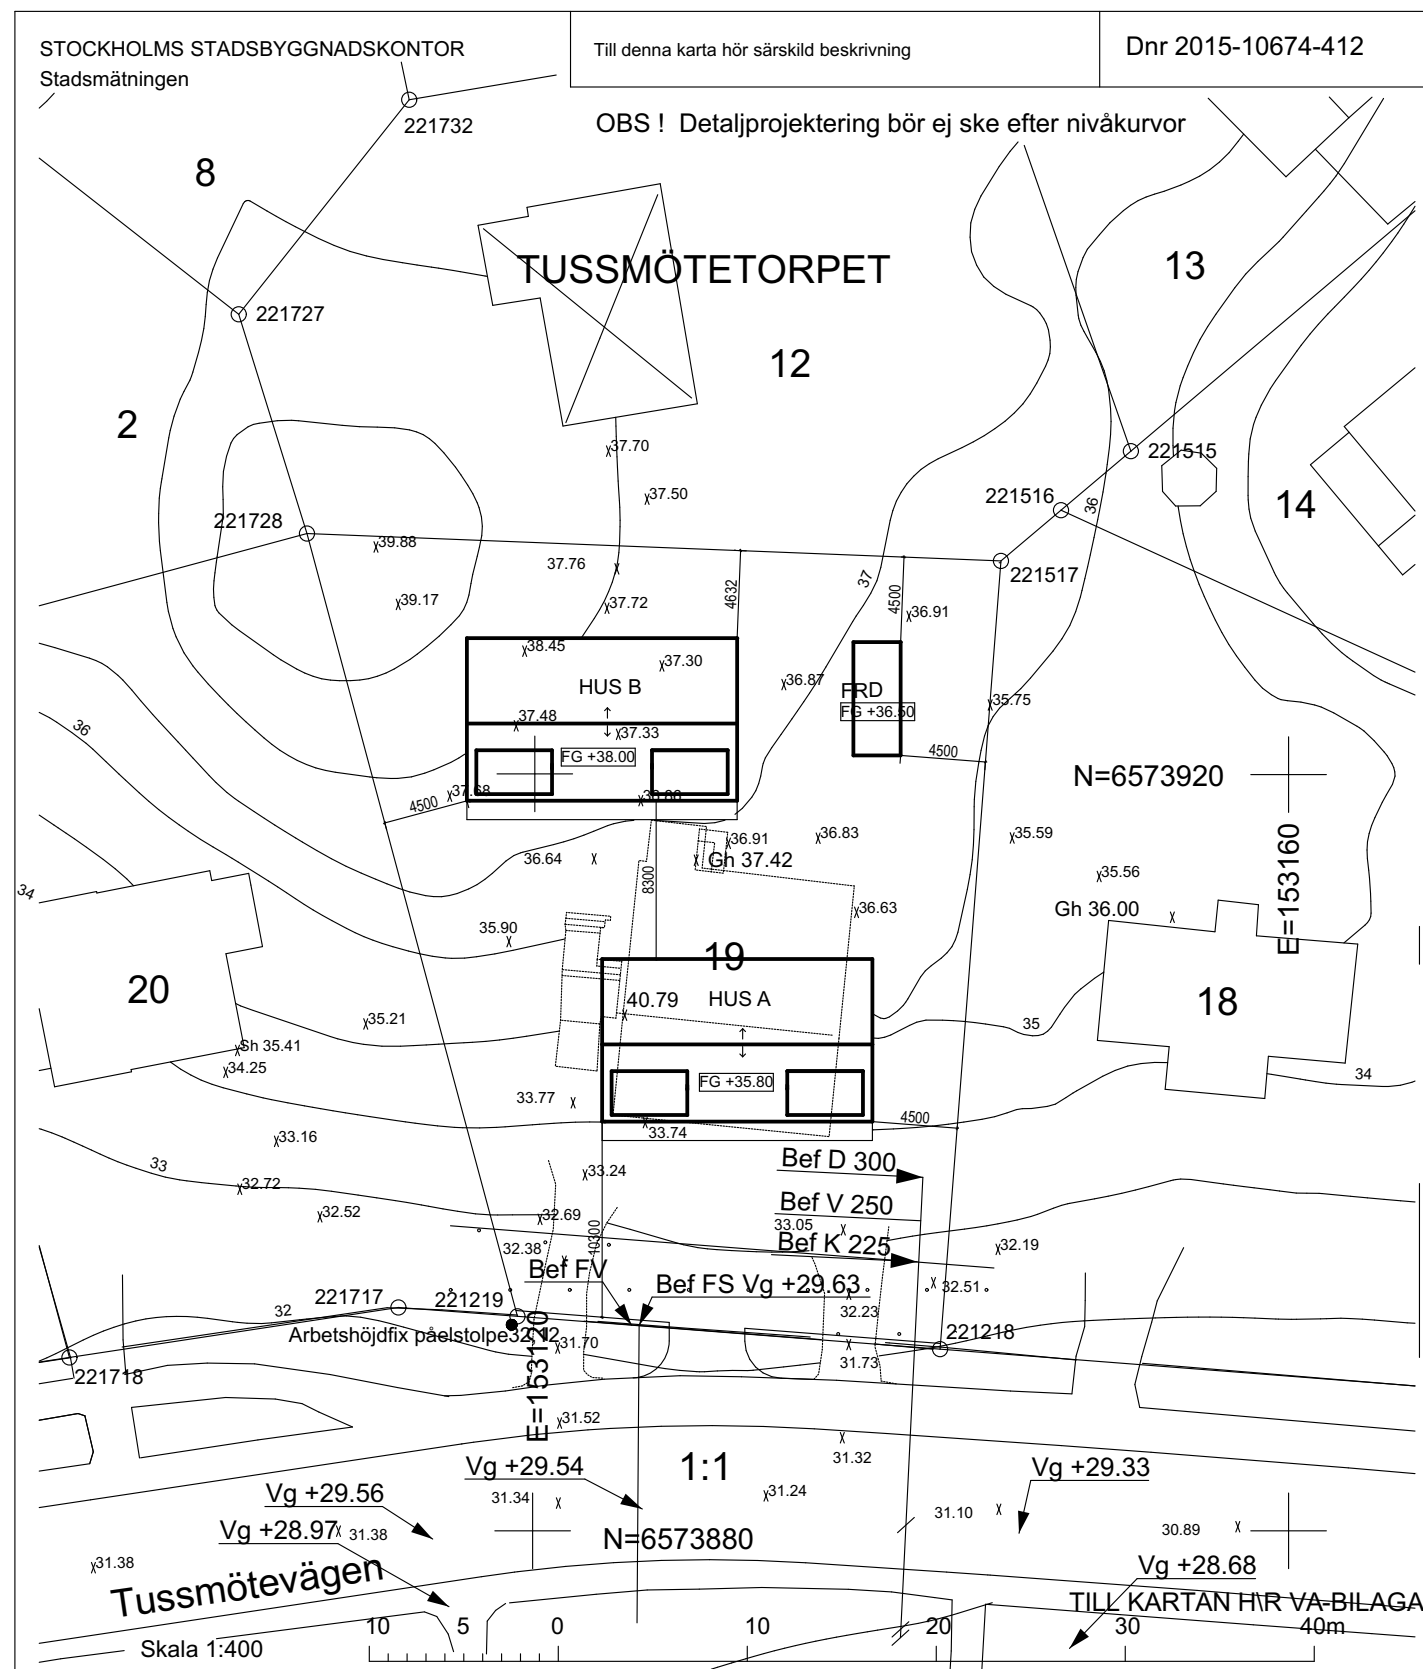 STOCKHOLMS STADSBYGGNADSKONTOR
Stadsmätningen
Till denna karta hör särskild beskrivning
Dnr 2015-10674-412
OBS ! Detaljprojektering bör ej ske efter nivåkurvor
221732
8
TUSSMÖTETORPET
13
221727
12
2
37.70
221515
37.50
221516
36
14
221728
39.88
37.76
37
221517
39.17
37.72
4632
4500
36.91
38.45
37.30
HUS B
36.87
FRD
35.75
FG +36.50
37.48
37.33
36
FG +38.00
4500
N=6573920
37.68
4500
36.91
36.83
35.59
E=153160
36.64
Gh 37.42
8300
35.56
34
36.63
Gh 36.00
35.90
19
20
40.79
HUS A
18
35.21
35
Sh 35.41
34.25
FG +35.80
34
33.77
33.74
4500
33.16
33
Bef D 300
33.24
32.72
Bef V 250
32.52
32.69
33.05
10300
32.38
Bef K 225
32.19
Bef FV
Bef FS Vg +29.63
32.51
221717
221219
32
32.23
Arbetshöjdfix påelstolpe32.12
31.70
221218
31.73
221718
E=153120
31.52
31.32
1:1
Vg +29.54
Vg +29.33
Vg +29.56
31.34
31.24
31.10
Vg +28.97
31.38
N=6573880
30.89
31.38
Tussmötevägen
Vg +28.68
TILL KARTAN H\R VA-BILAGA
Skala 1:400
10 5 0 10 20 30 40m